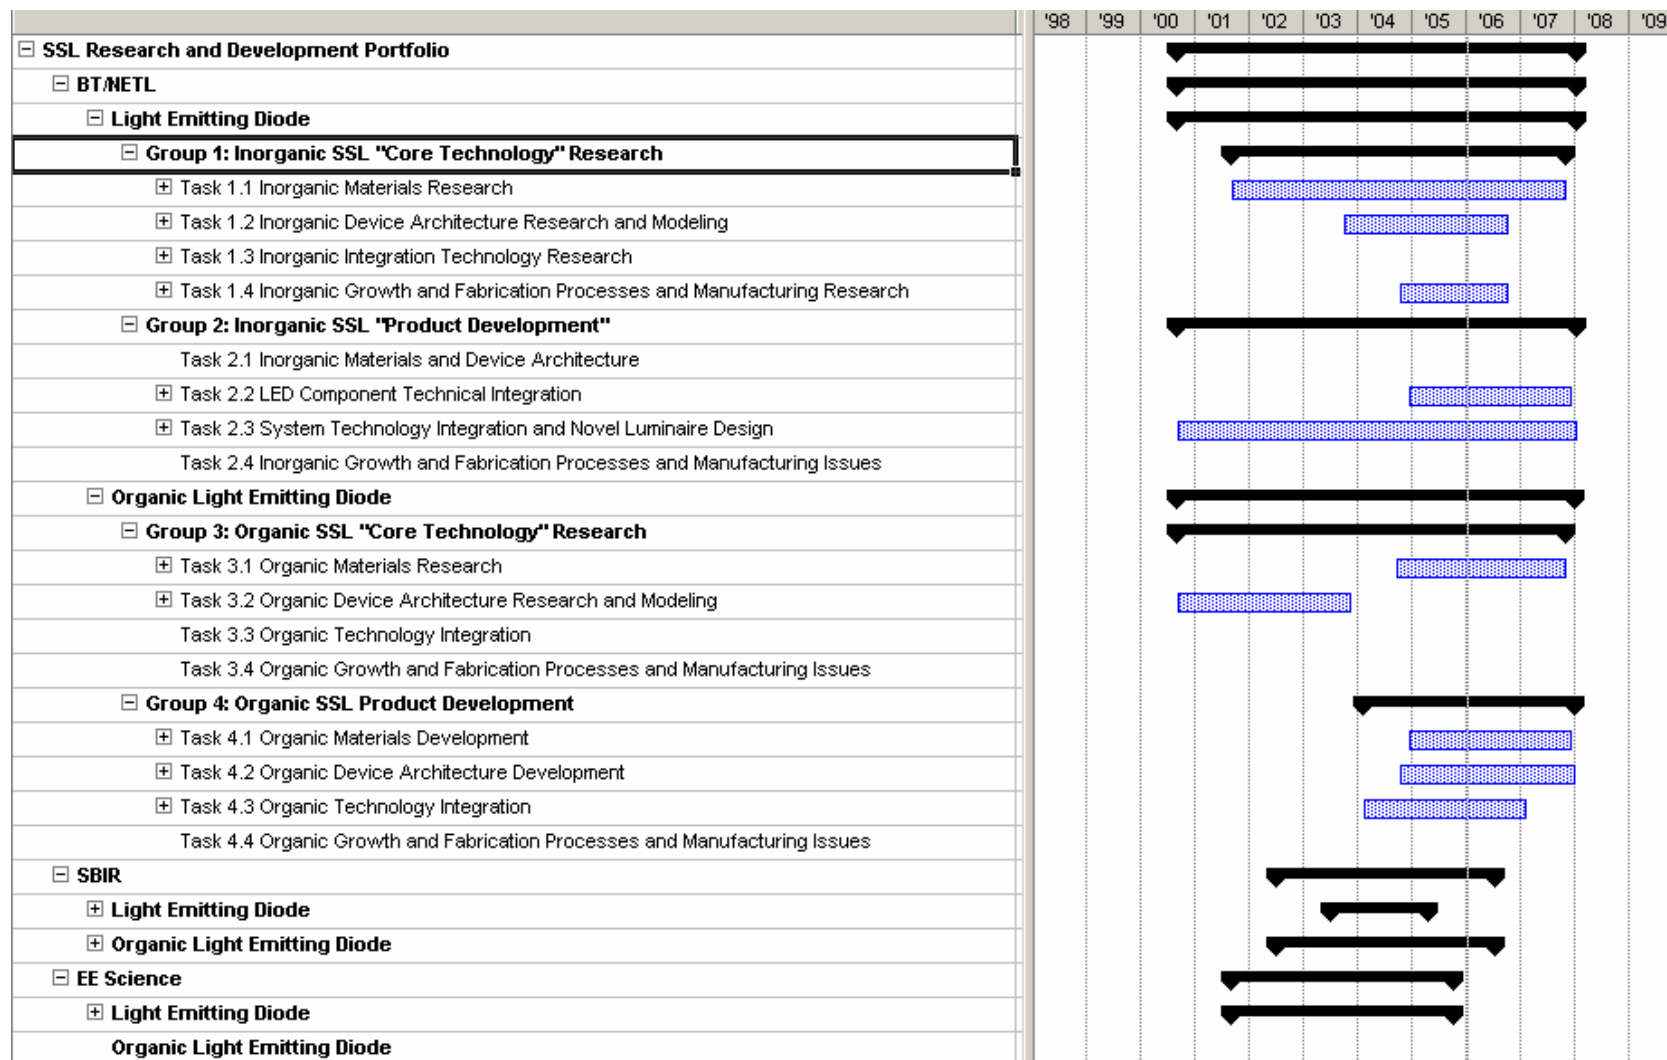 '98 '99 '00 '01 '02 '03 '04 '05 '06 '07 '08 '09
SSL Research and Development Portfolio
BT/NETL
Light Emitting Diode
Group 1: Inorganic SSL "Core Technology" Research
Task 1.1 Inorganic Materials Research
Task 1.2 Inorganic Device Architecture Research and Modeling
Task 1.3 Inorganic Integration Technology Research
Task 1.4 Inorganic Growth and Fabrication Processes and Manufacturing Research
Group 2: Inorganic SSL "Product Development"
Task 2.1 Inorganic Materials and Device Architecture
Task 2.2 LED Component Technical Integration
Task 2.3 System Technology Integration and Novel Luminaire Design
Task 2.4 Inorganic Growth and Fabrication Processes and Manufacturing Issues
Organic Light Emitting Diode
Group 3: Organic SSL "Core Technology" Research
Task 3.1 Organic Materials Research
Task 3.2 Organic Device Architecture Research and Modeling
Task 3.3 Organic Technology Integration
Task 3.4 Organic Growth and Fabrication Processes and Manufacturing Issues
Group 4: Organic SSL Product Development
Task 4.1 Organic Materials Development
Task 4.2 Organic Device Architecture Development
Task 4.3 Organic Technology Integration
Task 4.4 Organic Growth and Fabrication Processes and Manufacturing Issues
SBIR
Light Emitting Diode
Organic Light Emitting Diode
EE Science
Light Emitting Diode
Organic Light Emitting Diode